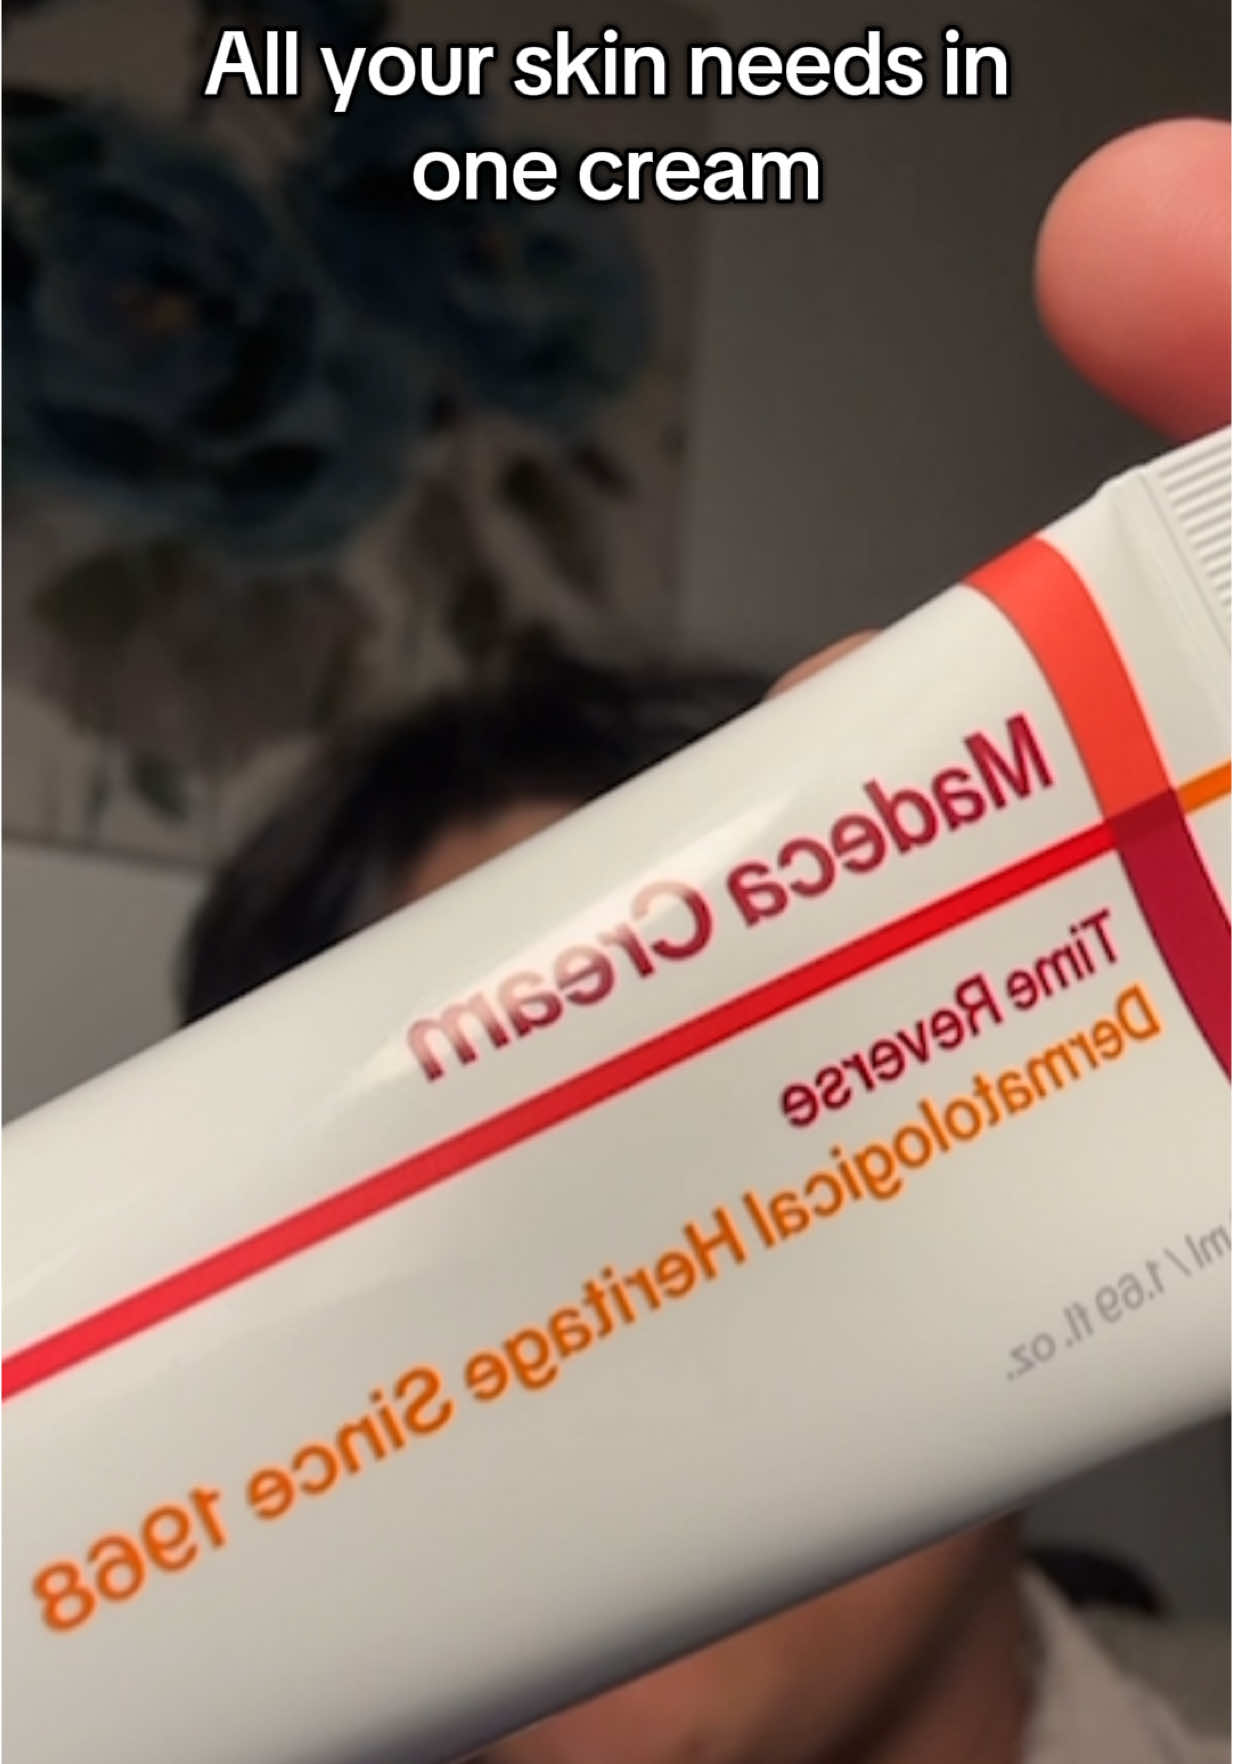 All your skin needs in
one cream
Madeca Cream
Time Reverse
Dermatological Heritage Since 1968
ml / 1.69 fl.oz.